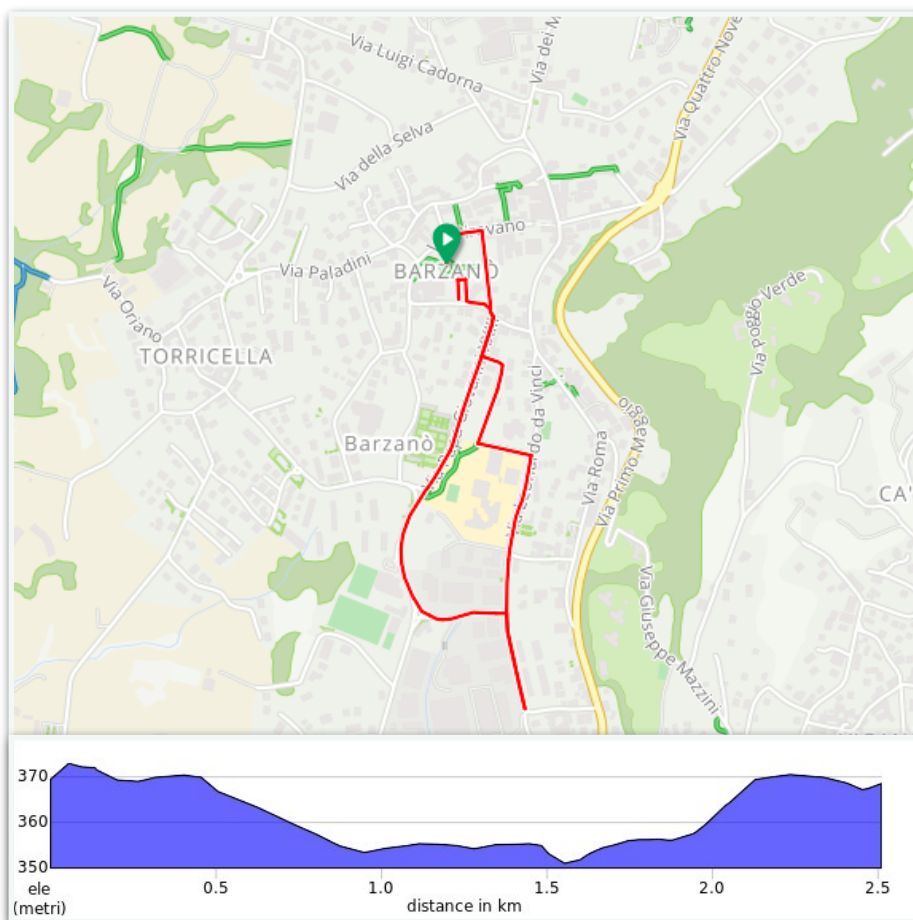 Via Luigi Cadorna
Via dei M
Via Quattro Nove
Via della Selva
vano
Via Paladini
BARZANÒ
Via Oriano
Via Poggio Verde
TORRICELLA
Via Leonardo da Vinci
Barzanò
Via Roma
Via Primo Maggio
CA'
Via Giuseppe Mazzini
370
360
350
ele
(metri)
0.5
1.0
1.5
2.0
2.5
distance in km